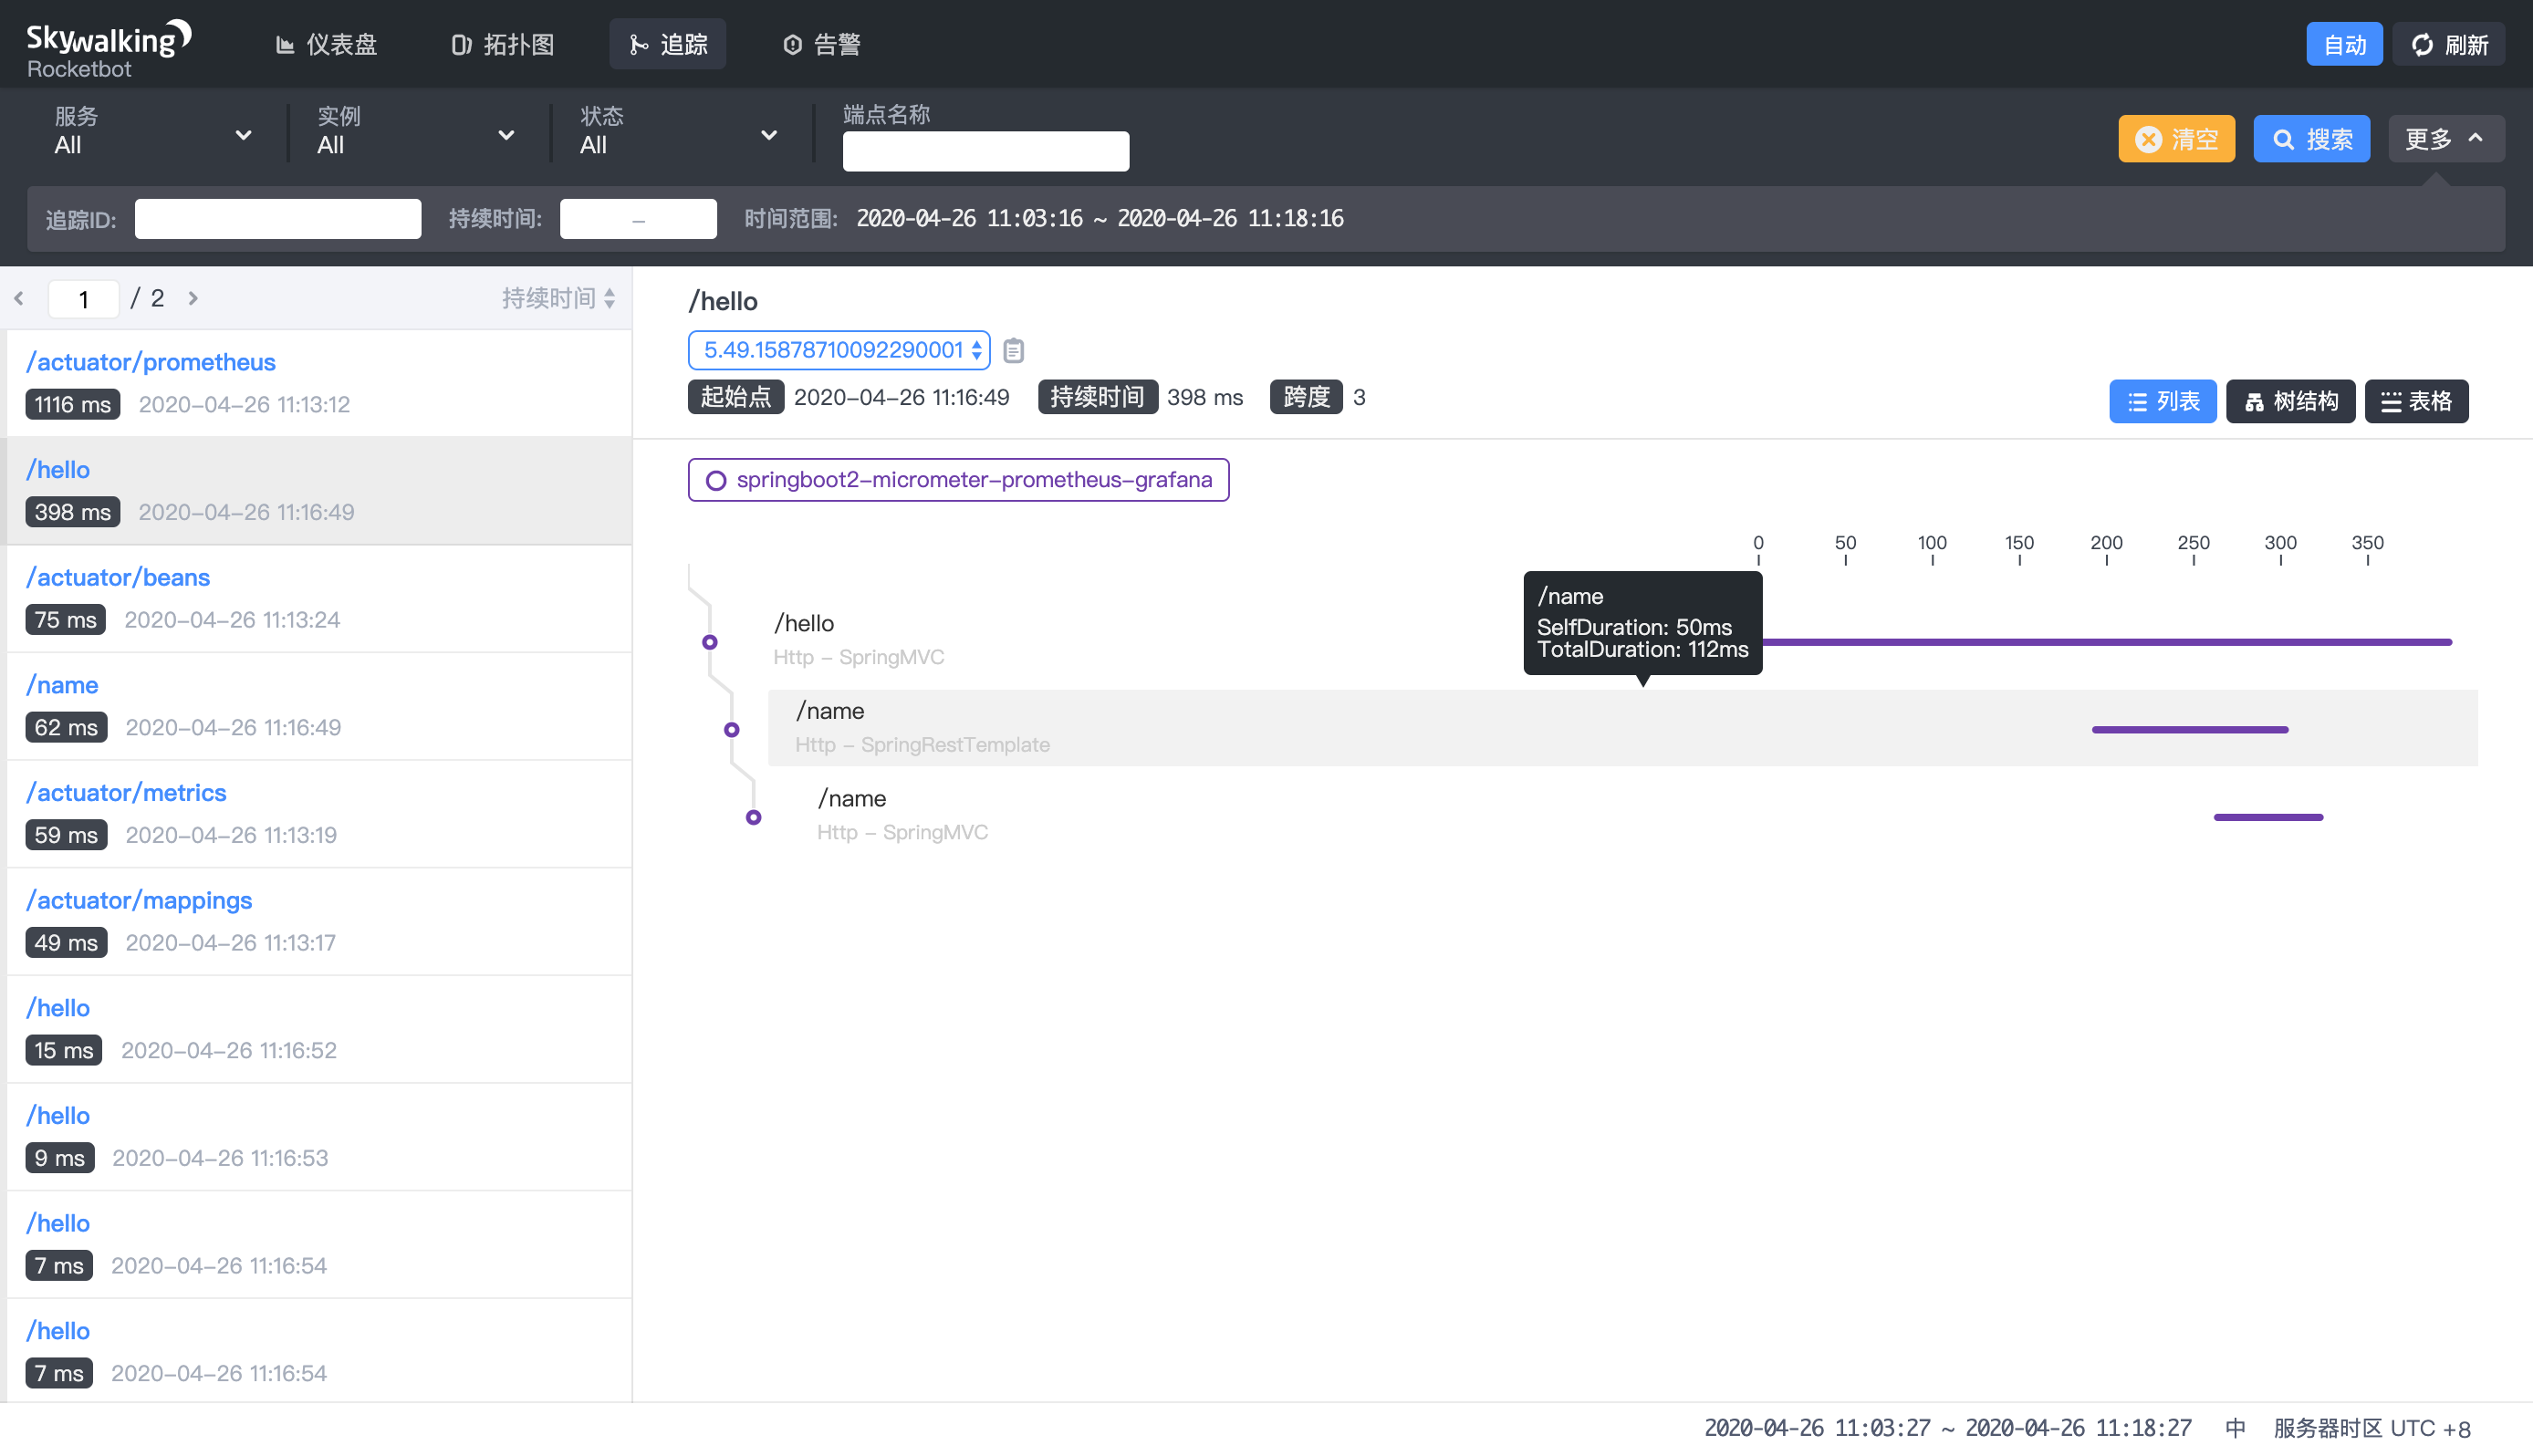 Skywalking
Rocketbot
仪表盘
拓扑图
追踪
告警
自动
刷新
服务
All
实例
All
状态
All
端点名称
清空
搜索
更多
追踪ID:
持续时间:
–
时间范围:
2020-04-26 11:03:16 ~ 2020-04-26 11:18:16
1 / 2
持续时间
/actuator/prometheus
1116 ms 2020-04-26 11:13:12
/hello
398 ms 2020-04-26 11:16:49
/actuator/beans
75 ms 2020-04-26 11:13:24
/name
62 ms 2020-04-26 11:16:49
/actuator/metrics
59 ms 2020-04-26 11:13:19
/actuator/mappings
49 ms 2020-04-26 11:13:17
/hello
15 ms 2020-04-26 11:16:52
/hello
9 ms 2020-04-26 11:16:53
/hello
7 ms 2020-04-26 11:16:54
/hello
7 ms 2020-04-26 11:16:54
/hello
5.49.15878710092290001
起始点 2020-04-26 11:16:49 持续时间 398 ms 跨度 3
列表
树结构
表格
springboot2-micrometer-prometheus-grafana
0 50 100 150 200 250 300 350
/hello
Http - SpringMVC
/name
SelfDuration: 50ms
TotalDuration: 112ms
/name
Http - SpringRestTemplate
/name
Http - SpringMVC
2020-04-26 11:03:27 ~ 2020-04-26 11:18:27 中 服务器时区 UTC +8